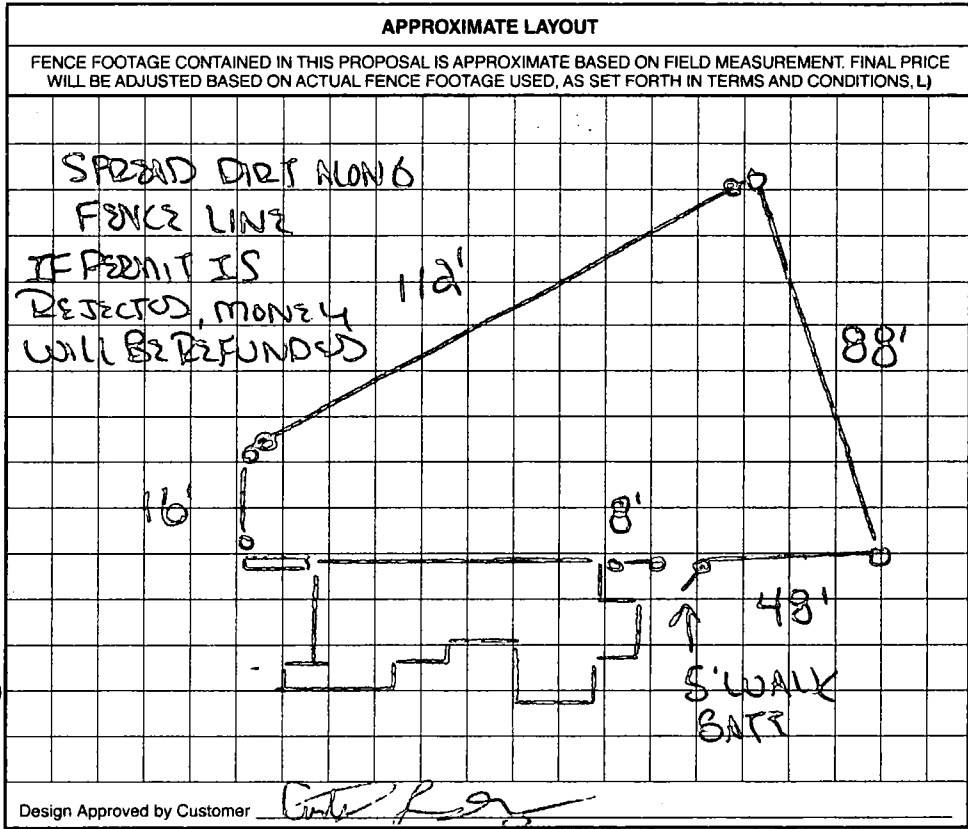 APPROXIMATE LAYOUT
FENCE FOOTAGE CONTAINED IN THIS PROPOSAL IS APPROXIMATE BASED ON FIELD MEASUREMENT. FINAL PRICE
WILL BE ADJUSTED BASED ON ACTUAL FENCE FOOTAGE USED, AS SET FORTH IN TERMS AND CONDITIONS, L)
SPREAD DIRT ALONG
FENCE LINE
IF PERMIT IS
REJECTED, MONEY
WILL BE REFUNDED
112'
88'
16'
8'
48'
5' WALK
GATE
Design Approved by Customer